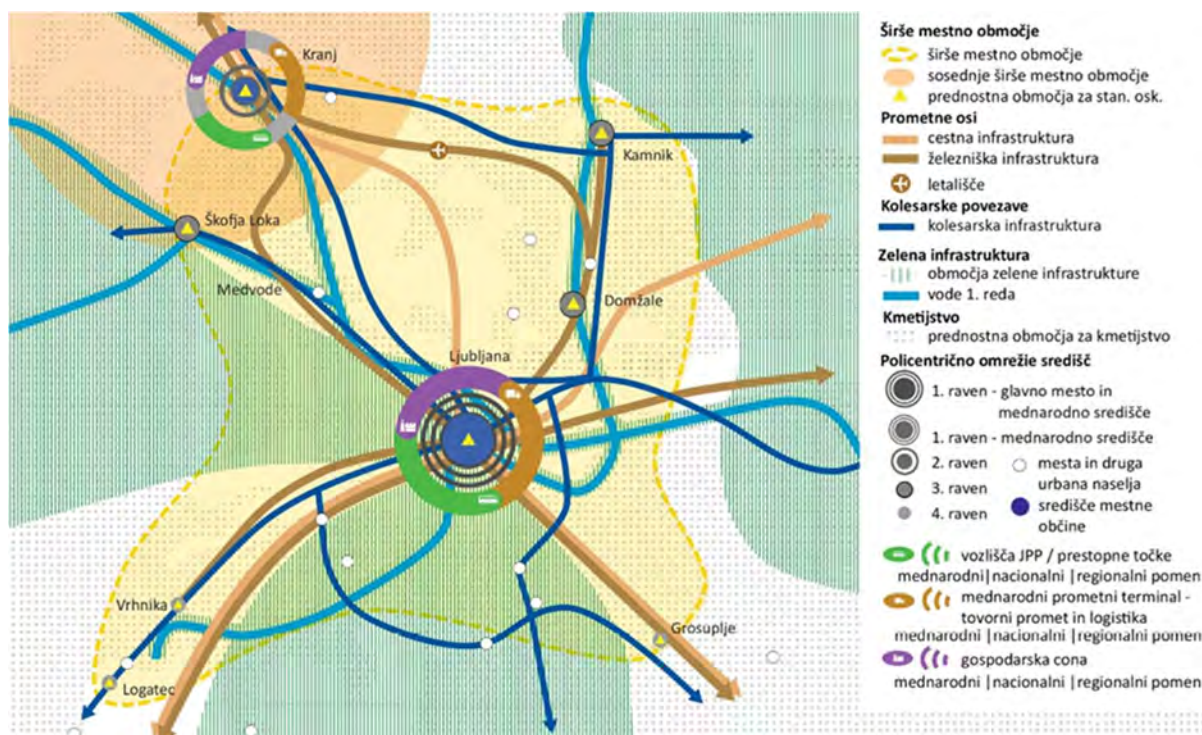 Kranj
Kamnik
Škofja Loka
Medvode
Domžale
Ljubljana
Vrhnika
Grosuplje
Logatec
Širše mestno območje
širše mestno območje
sosednje širše mestno območje
prednostna območja za stan. osk.
Prometne osi
cestna infrastruktura
železniška infrastruktura
letališče
Kolesarske povezave
kolesarska infrastruktura
Zelena infrastruktura
območja zelene infrastrukture
vode 1. reda
Kmetijstvo
prednostna območja za kmetijstvo
Policentrično omrežje središč
1. raven - glavno mesto in
mednarodno središče
1. raven - mednarodno središče
2. raven
3. raven
4. raven
mesta in druga
urbana naselja
središče mestne
občine
vozlišča JPP / prestopne točke
mednarodni|nacionalni |regionalni pomen
mednarodni prometni terminal -
tovorni promet in logistika
mednarodni |nacionalni |regionalni pomen
gospodarska cona
mednarodni |nacionalni |regionalni pomen